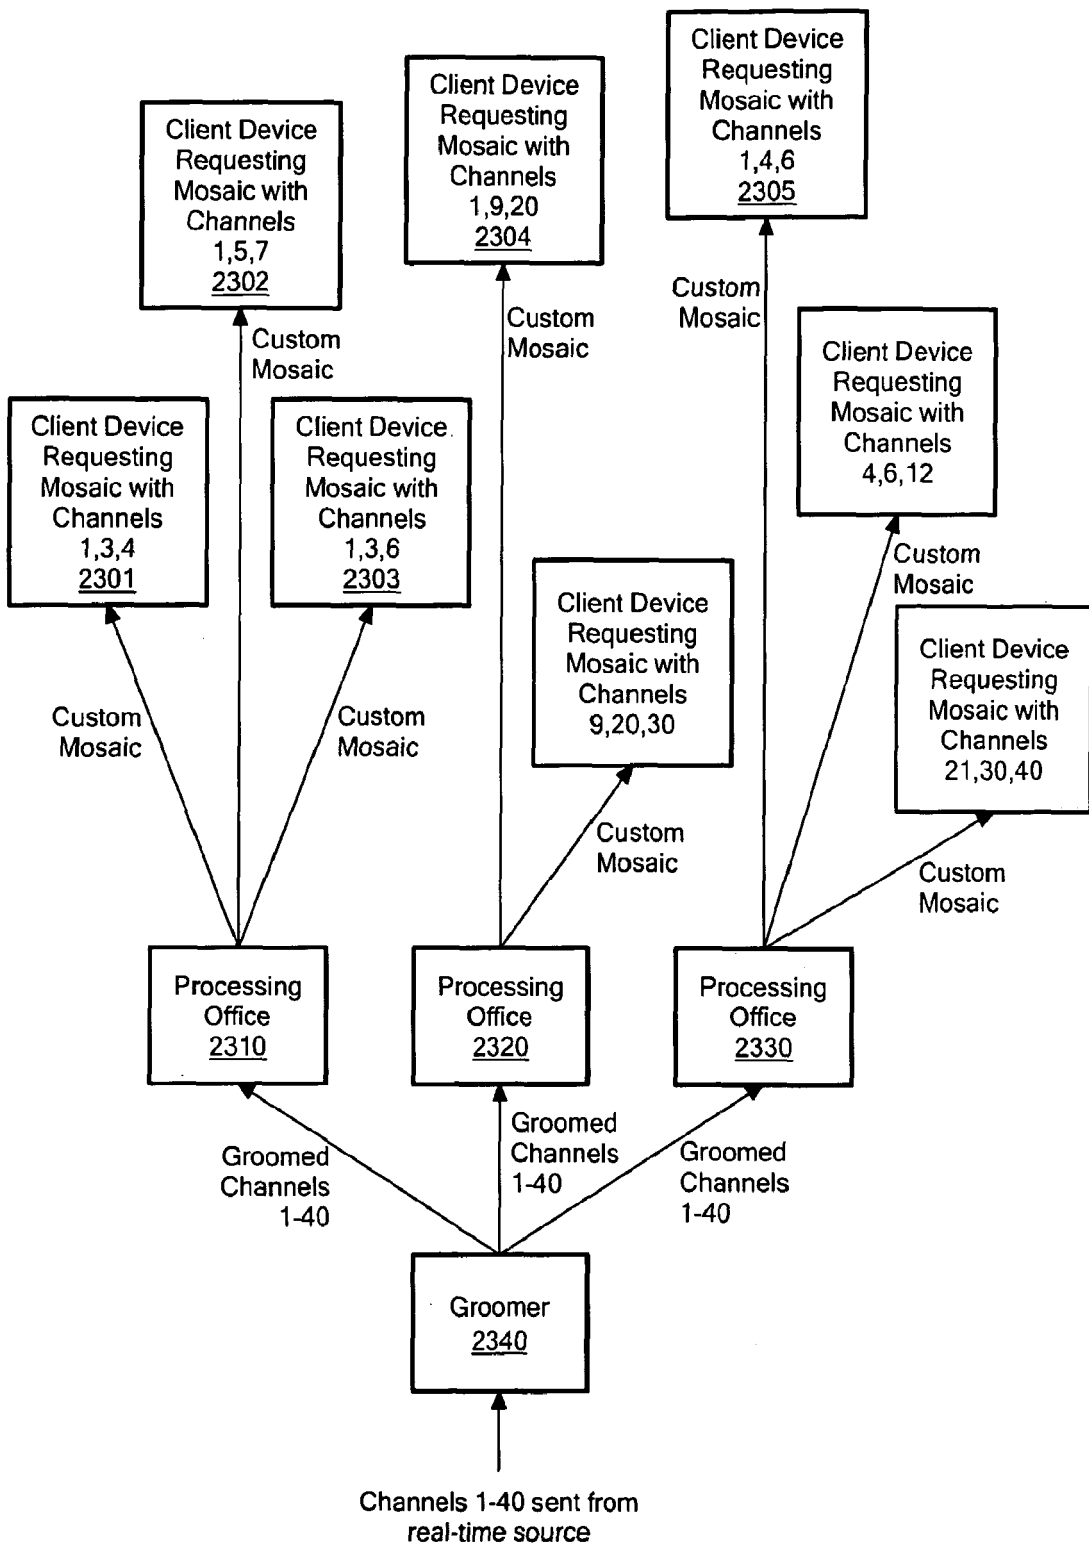 Client Device
Requesting
Mosaic with
Channels
1,4,6
2305
Client Device
Requesting
Mosaic with
Channels
1,9,20
2304
Client Device
Requesting
Mosaic with
Channels
1,5,7
2302
Custom
Mosaic
Custom
Mosaic
Custom
Mosaic
Client Device
Requesting
Mosaic with
Channels
4,6,12
Client Device
Requesting
Mosaic with
Channels
1,3,4
2301
Client Device
Requesting
Mosaic with
Channels
1,3,6
2303
Custom
Mosaic
Client Device
Requesting
Mosaic with
Channels
9,20,30
Client Device
Requesting
Mosaic with
Channels
21,30,40
Custom
Mosaic
Custom
Mosaic
Custom
Mosaic
Custom
Mosaic
Processing
Office
2310
Processing
Office
2320
Processing
Office
2330
Groomed
Channels
1-40
Groomed
Channels
1-40
Groomed
Channels
1-40
Groomer
2340
Channels 1-40 sent from
real-time source